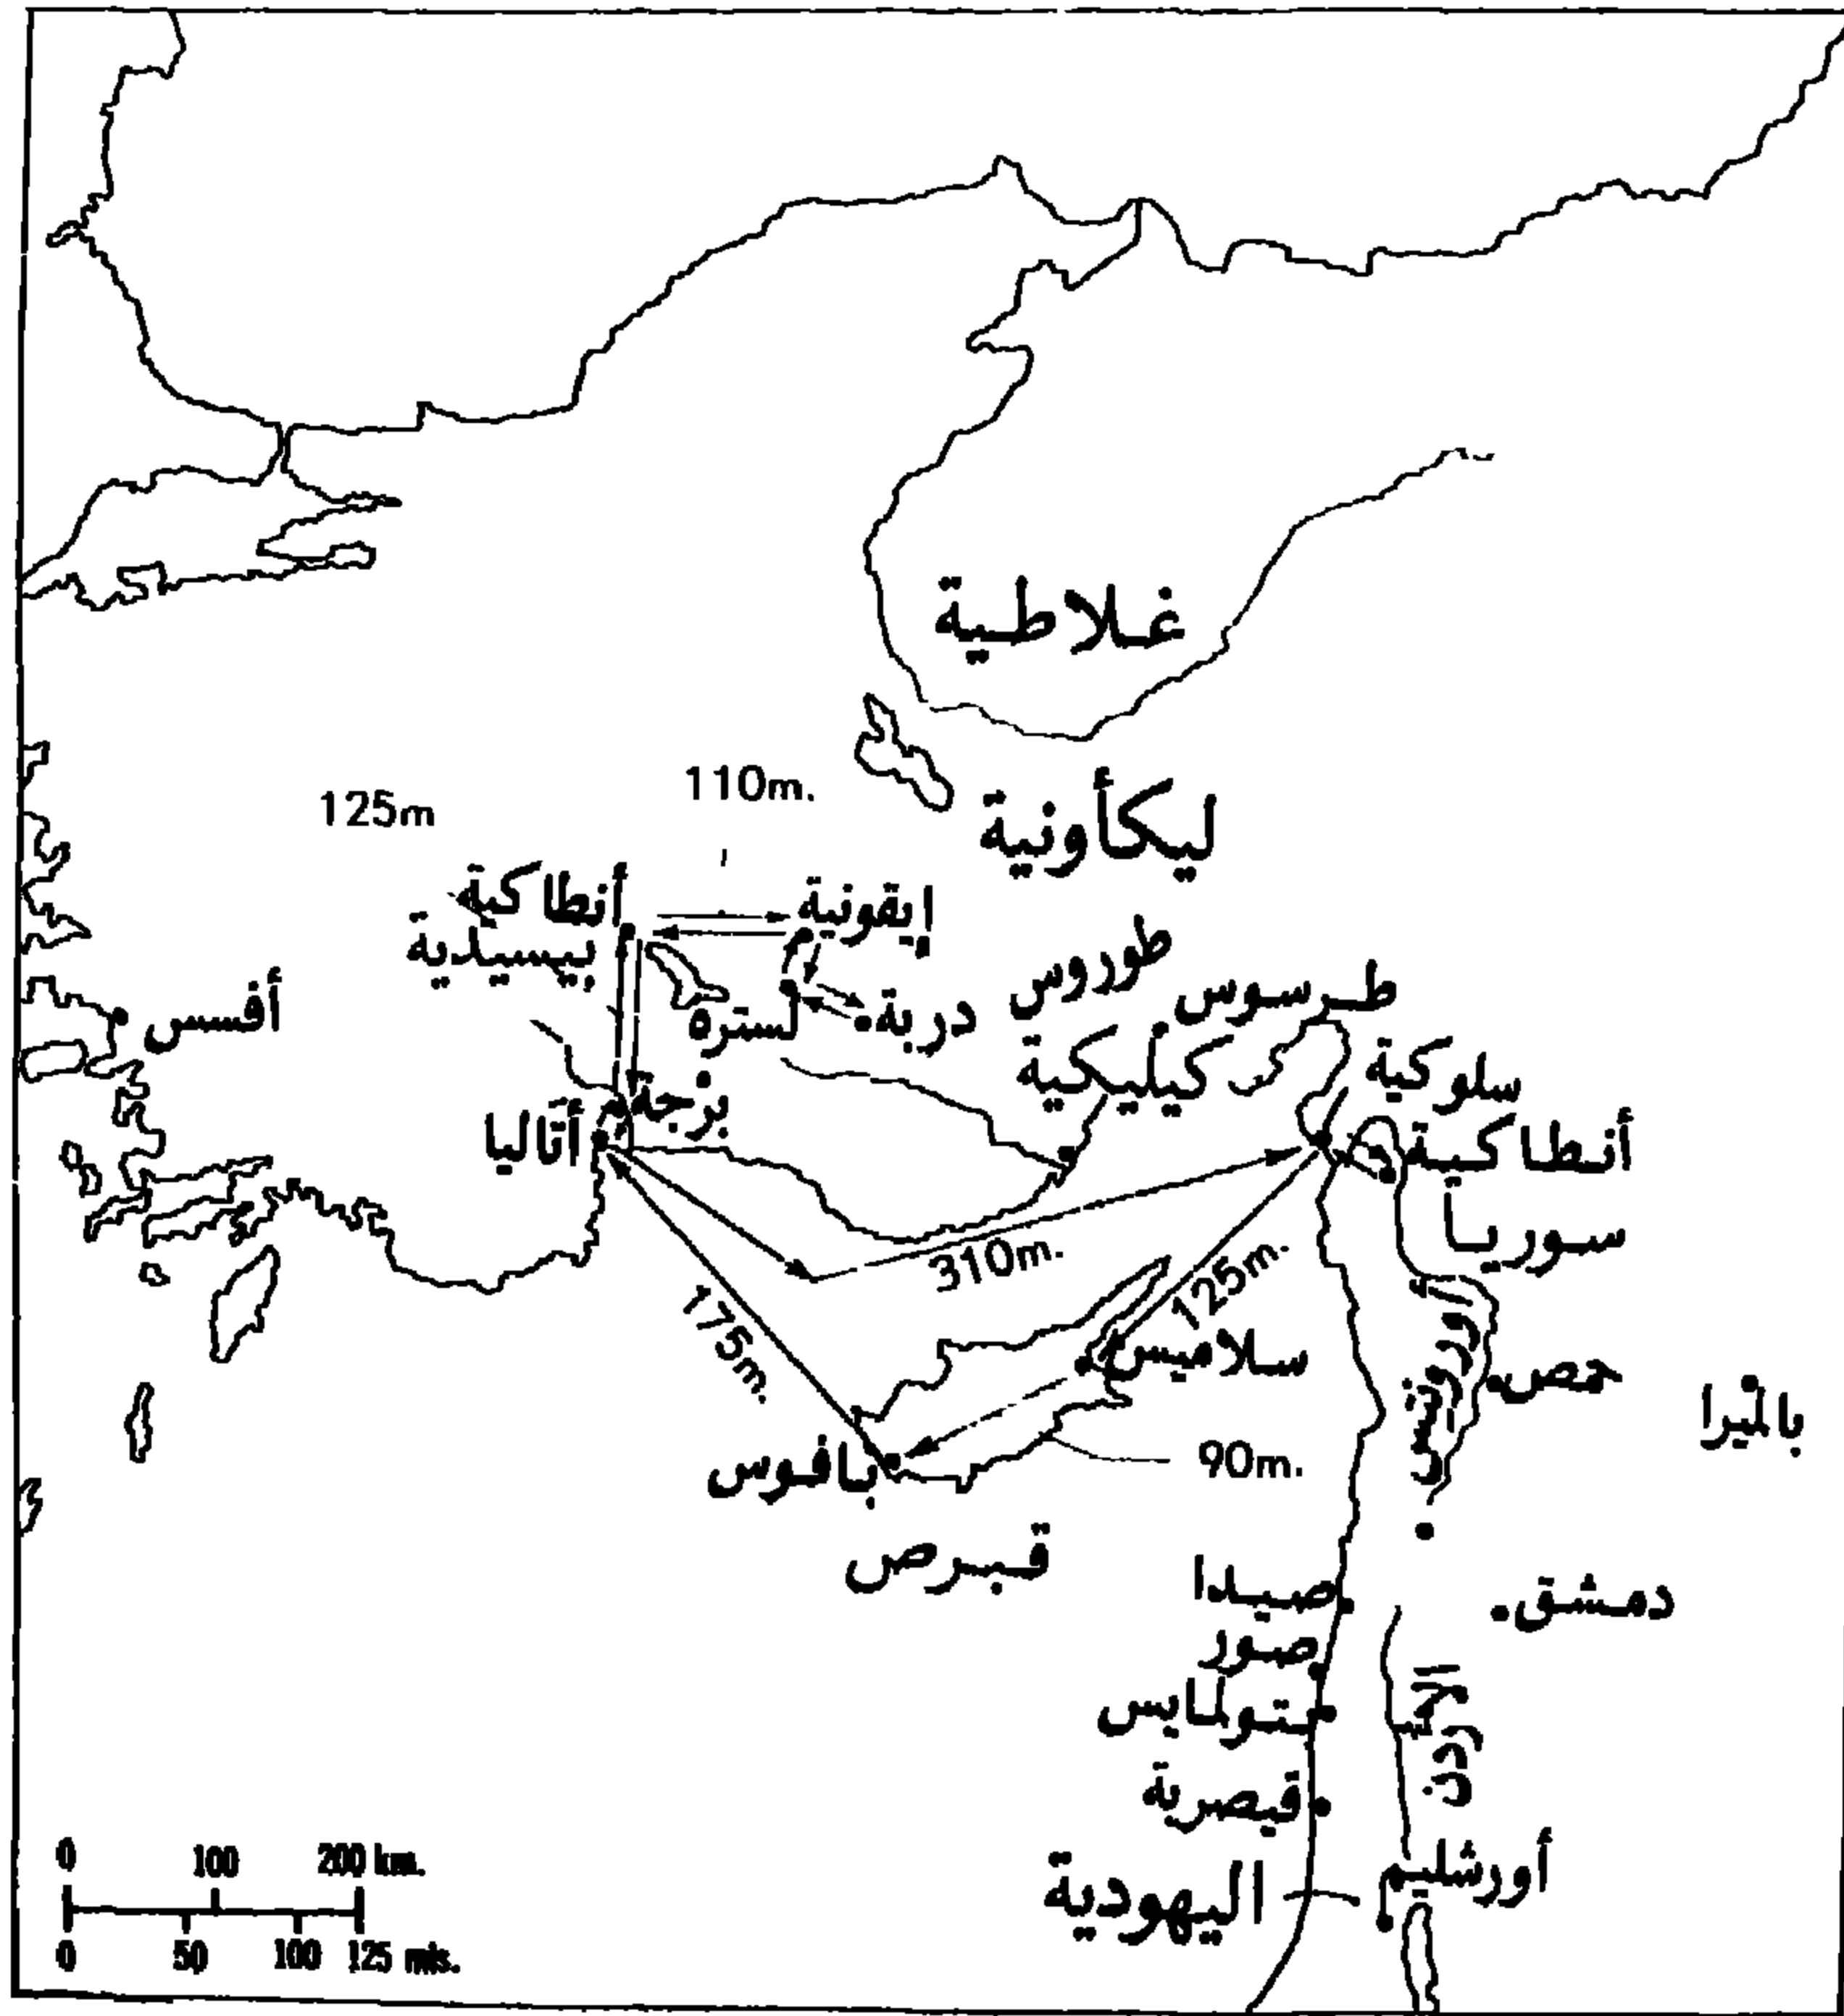 غلاطية
110m.
125m
ليكأونية
أنطاكية
بيسيدية
إيقونية
طوروس
طرسوس
أفسس
لستره
دربة
كيليكية
سلوكية
برجة
أتاليا
أنطاكية
سوريا
310m.
125m.
175m.
سلاميس
حمص
بالميرا
بافوس
90m.
قبرص
صيدا
دمشق
صور
بتولمايس
الأردن
قيصرية
أورشليم
اليهودية
0 100 200 km.
0 50 100 125 mls.